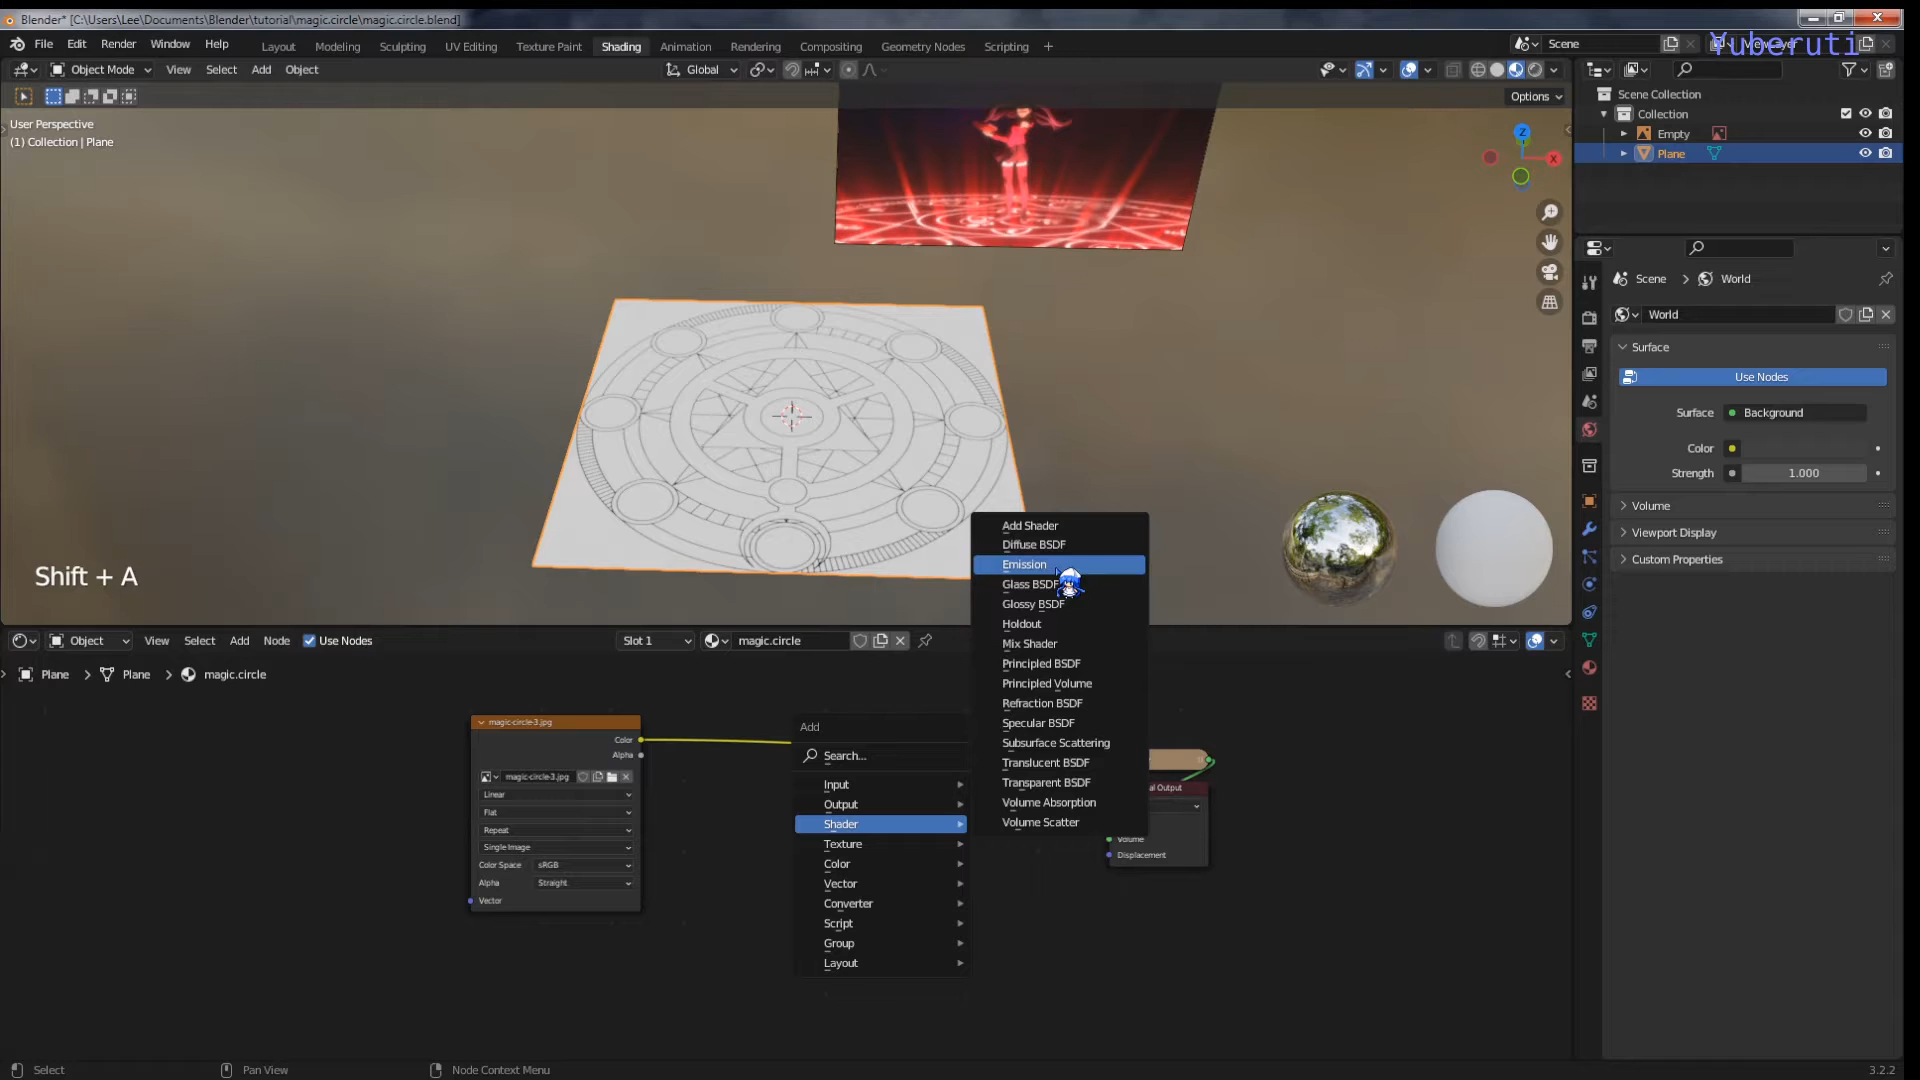 Blender* [C:\Users\Lee\Documents\Blender\tutorial\magic.circle\magic.circle.blend]
File Edit Render Window Help
Layout Modeling Sculpting UV Editing Texture Paint Shading Animation Rendering Compositing Geometry Nodes Scripting +
Scene
Yuberuti
Object Mode View Select Add Object
Global
Options
User Perspective
(1) Collection | Plane
Z
X
Scene Collection
Collection
Empty
Plane
Scene > World
World
Surface
Use Nodes
Surface Background
Color
Strength 1.000
Volume
Viewport Display
Custom Properties
Shift + A
Add Shader
Diffuse BSDF
Emission
Glass BSDF
Glossy BSDF
Holdout
Mix Shader
Principled BSDF
Principled Volume
Refraction BSDF
Specular BSDF
Subsurface Scattering
Translucent BSDF
Transparent BSDF
Volume Absorption
Volume Scatter
Object View Select Add Node Use Nodes Slot 1 magic.circle
Plane > Plane > magic.circle
magic-circle-3.jpg
Color
Alpha
magic-circle-3.jpg
Linear
Flat
Repeat
Single Image
Color Space sRGB
Alpha Straight
Vector
Add
Search...
Input
Output
Shader
Texture
Color
Vector
Converter
Script
Group
Layout
al Output
Volume
Displacement
Select Pan View Node Context Menu 3.2.2